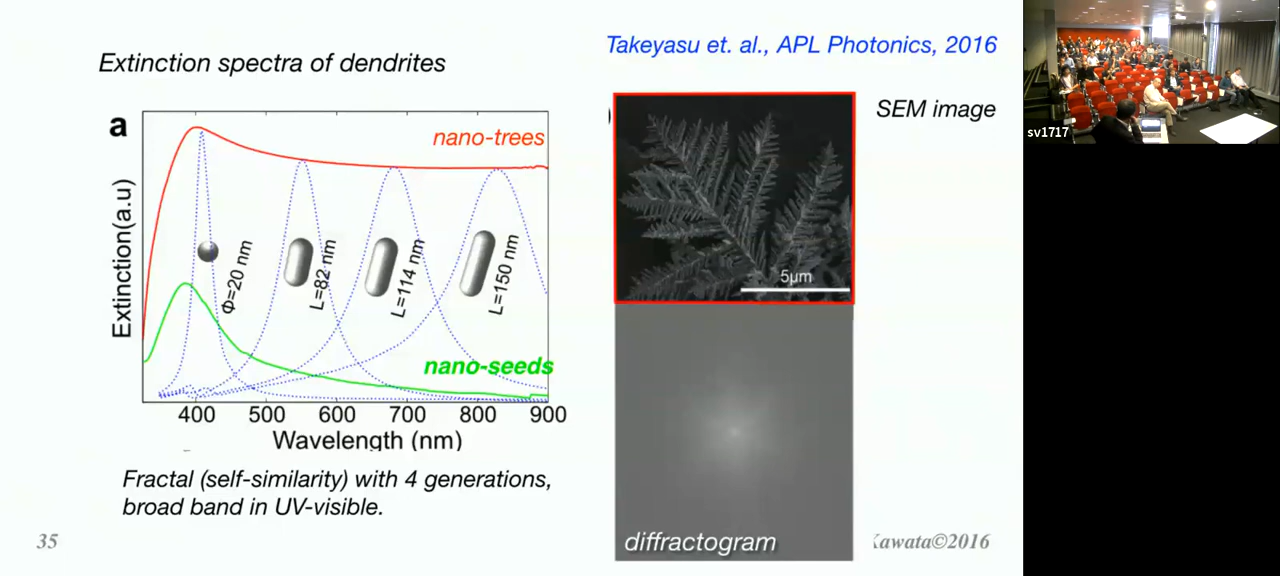 Extinction spectra of dendrites
Takeyasu et. al., APL Photonics, 2016
a
nano-trees
Extinction(a.u)
Φ=20 nm
L=82 nm
L=114 nm
L=150 nm
nano-seeds
400 500 600 700 800 900
Wavelength (nm)
Fractal (self-similarity) with 4 generations,
broad band in UV-visible.
35
SEM image
5µm
diffractogram
Kawata©2016
sv1717